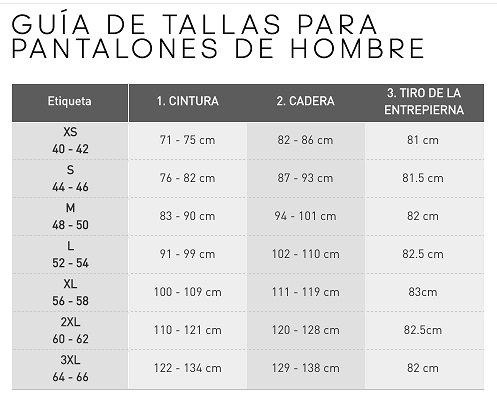 GUÍA DE TALLAS PARA
PANTALONES DE HOMBRE
Etiqueta 1. CINTURA 2. CADERA 3. TIRO DE LA ENTREPIERNA
XS
40 - 42 71 - 75 cm 82 - 86 cm 81 cm
S
44 - 46 76 - 82 cm 87 - 93 cm 81.5 cm
M
48 - 50 83 - 90 cm 94 - 101 cm 82 cm
L
52 - 54 91 - 99 cm 102 - 110 cm 82.5 cm
XL
56 - 58 100 - 109 cm 111 - 119 cm 83cm
2XL
60 - 62 110 - 121 cm 120 - 128 cm 82.5cm
3XL
64 - 66 122 - 134 cm 129 - 138 cm 82 cm